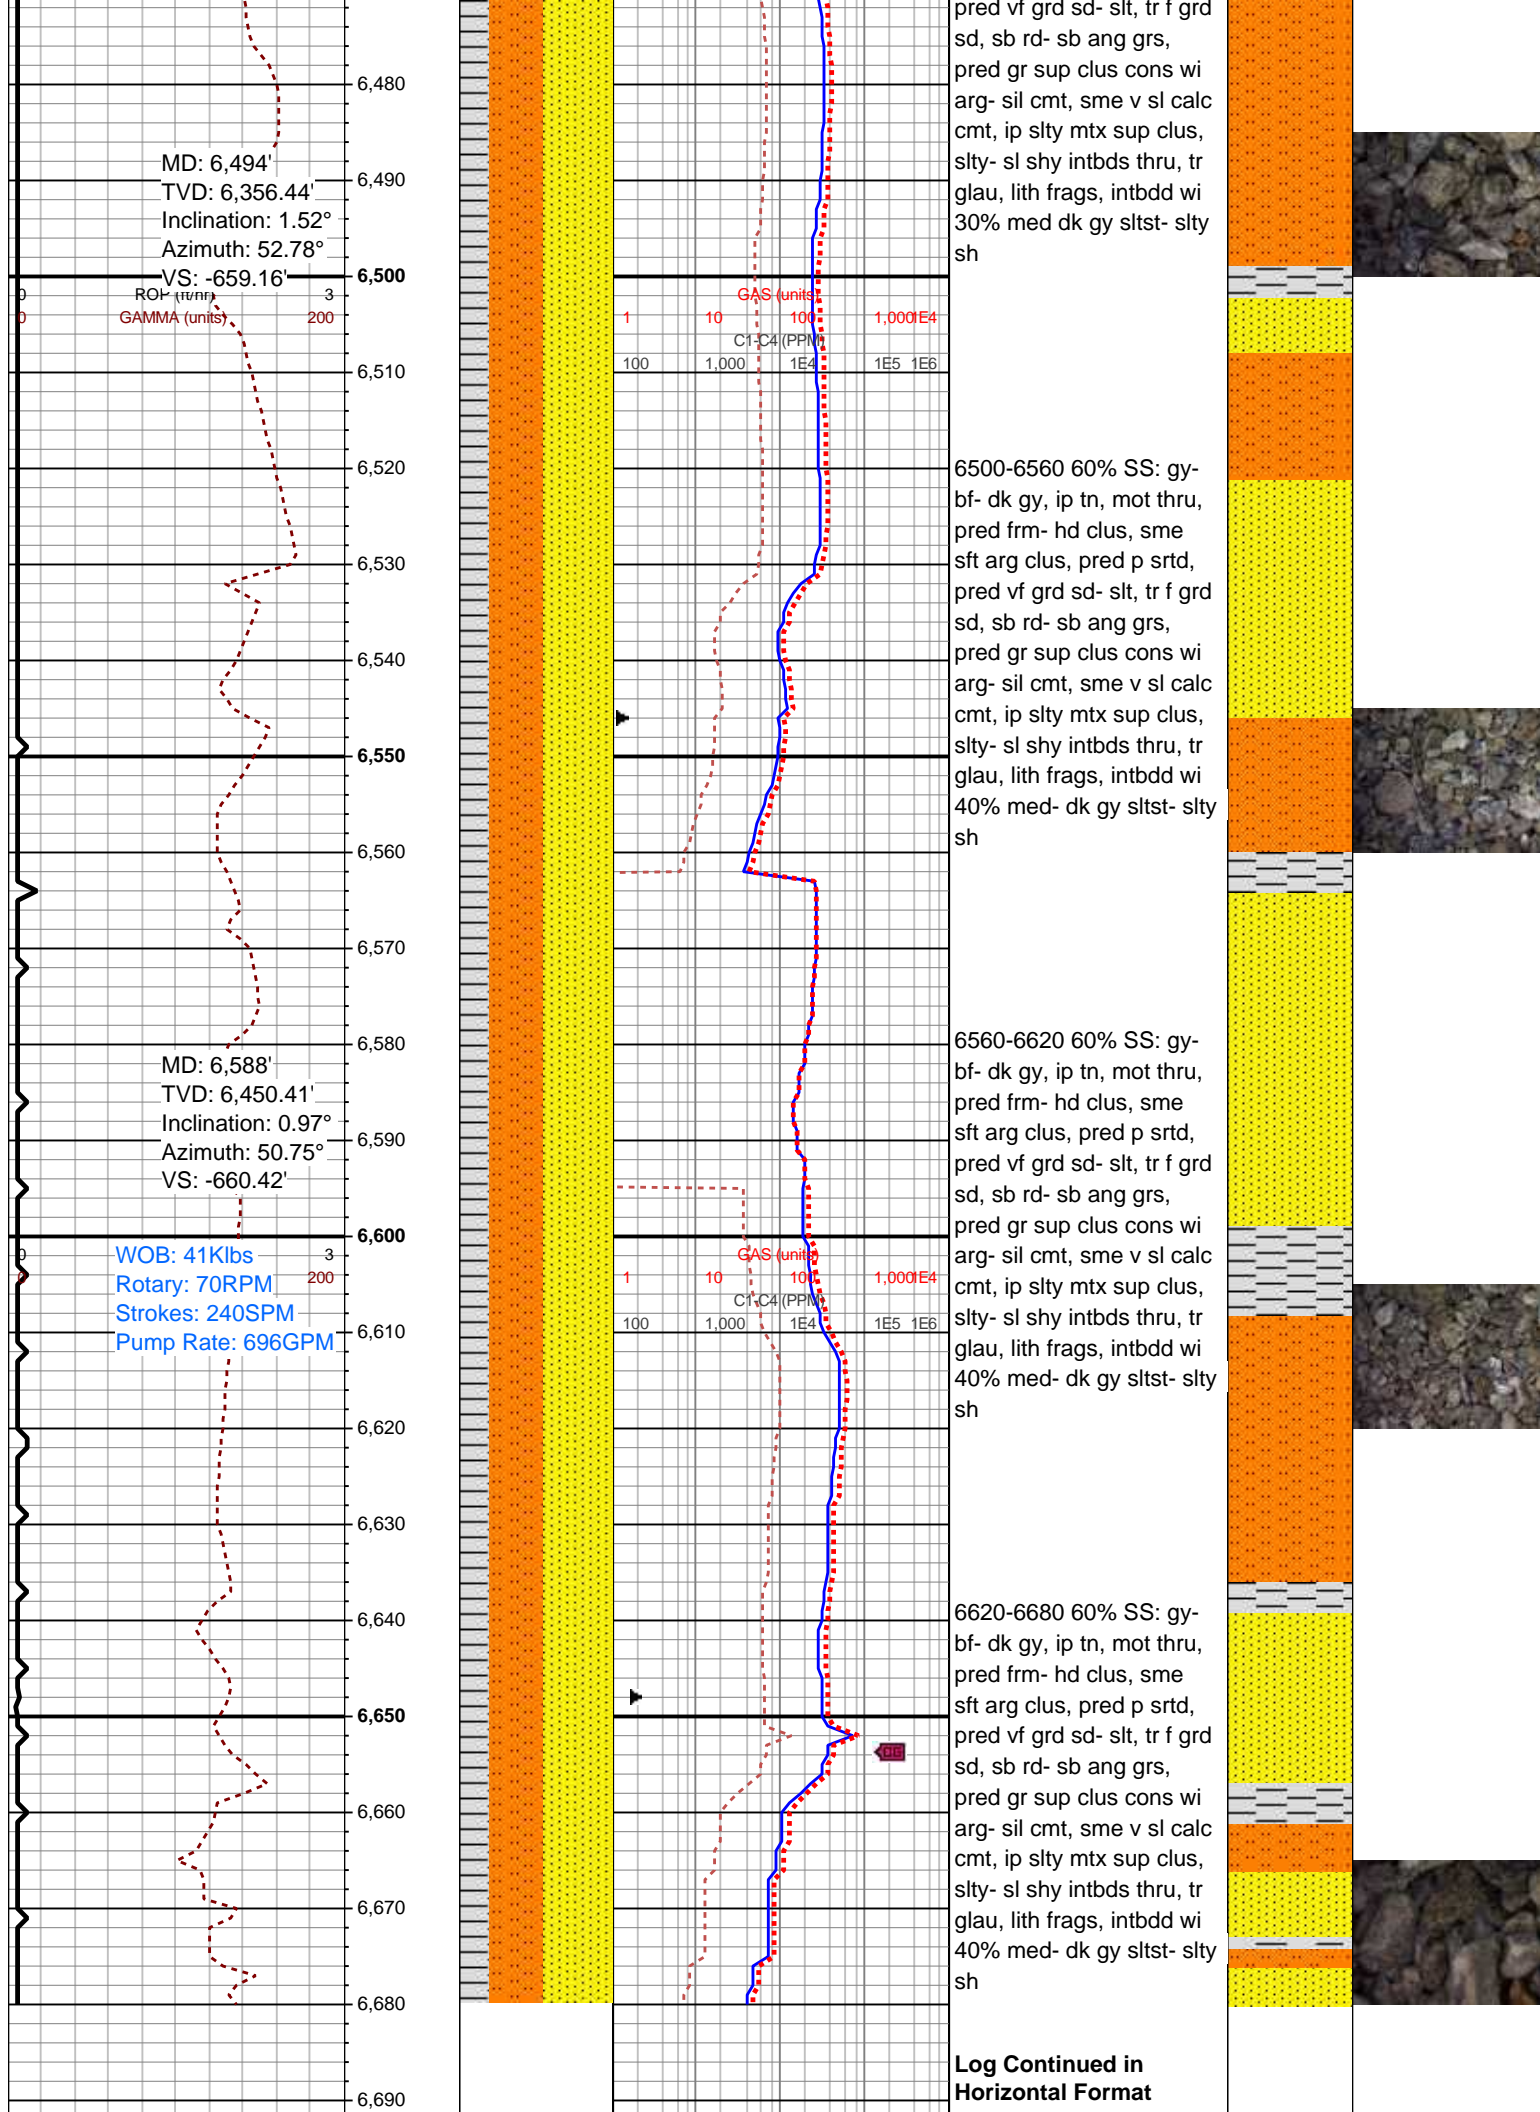 pred vf grd sd- slt, tr f grd
sd, sb rd- sb ang grs,
pred gr sup clus cons wi
arg- sil cmt, sme v sl calc
cmt, ip slty mtx sup clus,
slty- sl shy intbds thru, tr
glau, lith frags, intbdd wi
30% med dk gy sltst- slty
sh
6,480
6,490
MD: 6,494'
TVD: 6,356.44'
Inclination: 1.52°
Azimuth: 52.78°
VS: -659.16'
6,500
0 ROP (ft/hr) 3
0 GAMMA (units) 200
GAS (units)
1 10 100 1,000 1E4
C1-C4 (PPM)
100 1,000 1E4 1E5 1E6
6,510
6,520
6,530
6,540
6,550
6,560
6500-6560 60% SS: gy-
bf- dk gy, ip tn, mot thru,
pred frm- hd clus, sme
sft arg clus, pred p srtd,
pred vf grd sd- slt, tr f grd
sd, sb rd- sb ang grs,
pred gr sup clus cons wi
arg- sil cmt, sme v sl calc
cmt, ip slty mtx sup clus,
slty- sl shy intbds thru, tr
glau, lith frags, intbdd wi
40% med- dk gy sltst- slty
sh
6,570
6,580
MD: 6,588'
TVD: 6,450.41'
Inclination: 0.97°
Azimuth: 50.75°
VS: -660.42'
6,590
6,600
0 3
0 200
WOB: 41Klbs
Rotary: 70RPM
Strokes: 240SPM
Pump Rate: 696GPM
GAS (units)
1 10 100 1,000 1E4
C1-C4 (PPM)
100 1,000 1E4 1E5 1E6
6,610
6,620
6560-6620 60% SS: gy-
bf- dk gy, ip tn, mot thru,
pred frm- hd clus, sme
sft arg clus, pred p srtd,
pred vf grd sd- slt, tr f grd
sd, sb rd- sb ang grs,
pred gr sup clus cons wi
arg- sil cmt, sme v sl calc
cmt, ip slty mtx sup clus,
slty- sl shy intbds thru, tr
glau, lith frags, intbdd wi
40% med- dk gy sltst- slty
sh
6,630
6,640
6,650
OG
6,660
6,670
6,680
6620-6680 60% SS: gy-
bf- dk gy, ip tn, mot thru,
pred frm- hd clus, sme
sft arg clus, pred p srtd,
pred vf grd sd- slt, tr f grd
sd, sb rd- sb ang grs,
pred gr sup clus cons wi
arg- sil cmt, sme v sl calc
cmt, ip slty mtx sup clus,
slty- sl shy intbds thru, tr
glau, lith frags, intbdd wi
40% med- dk gy sltst- slty
sh
6,690
Log Continued in
Horizontal Format